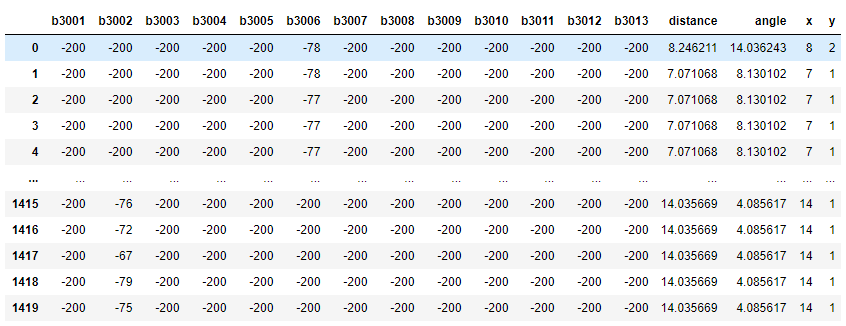 b3001 b3002 b3003 b3004 b3005 b3006 b3007 b3008 b3009 b3010 b3011 b3012 b3013 distance angle x y
0 -200 -200 -200 -200 -200 -78 -200 -200 -200 -200 -200 -200 -200 8.246211 14.036243 8 2
1 -200 -200 -200 -200 -200 -78 -200 -200 -200 -200 -200 -200 -200 7.071068 8.130102 7 1
2 -200 -200 -200 -200 -200 -77 -200 -200 -200 -200 -200 -200 -200 7.071068 8.130102 7 1
3 -200 -200 -200 -200 -200 -77 -200 -200 -200 -200 -200 -200 -200 7.071068 8.130102 7 1
4 -200 -200 -200 -200 -200 -77 -200 -200 -200 -200 -200 -200 -200 7.071068 8.130102 7 1
... ... ... ... ... ... ... ... ... ... ... ... ... ... ... ... ... ...
1415 -200 -76 -200 -200 -200 -200 -200 -200 -200 -200 -200 -200 -200 14.035669 4.085617 14 1
1416 -200 -72 -200 -200 -200 -200 -200 -200 -200 -200 -200 -200 -200 14.035669 4.085617 14 1
1417 -200 -67 -200 -200 -200 -200 -200 -200 -200 -200 -200 -200 -200 14.035669 4.085617 14 1
1418 -200 -79 -200 -200 -200 -200 -200 -200 -200 -200 -200 -200 -200 14.035669 4.085617 14 1
1419 -200 -75 -200 -200 -200 -200 -200 -200 -200 -200 -200 -200 -200 14.035669 4.085617 14 1